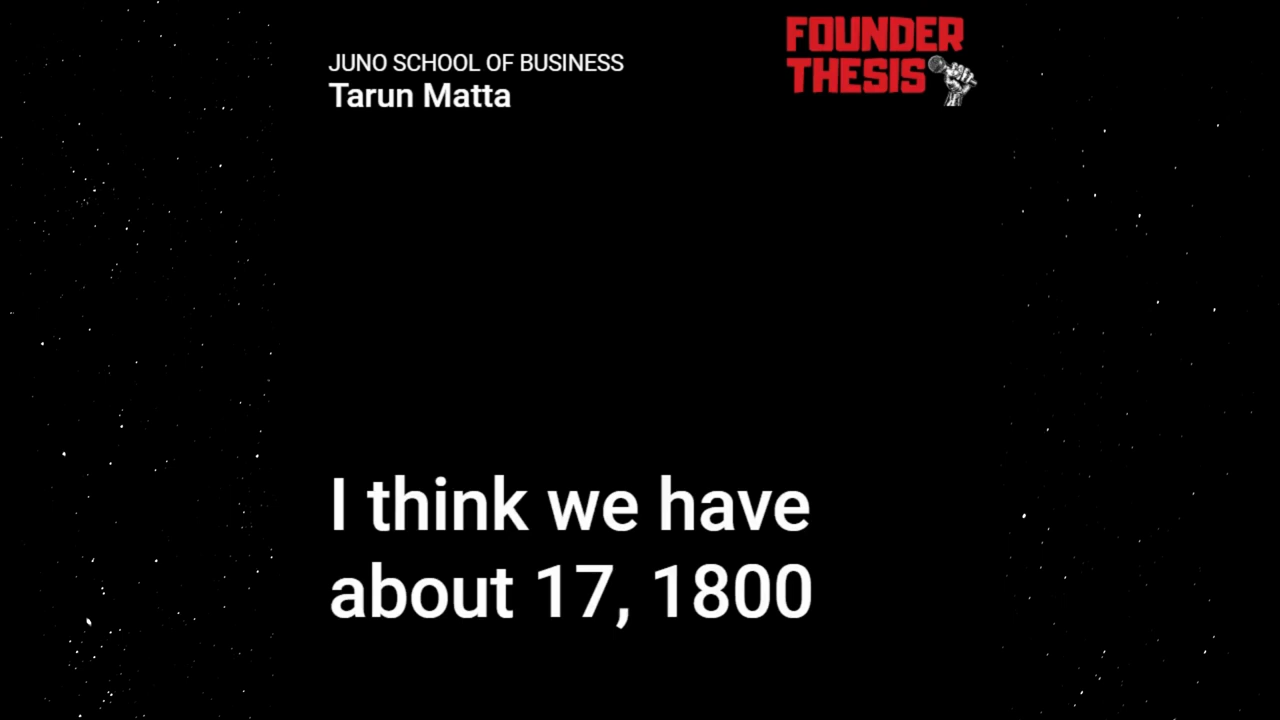 JUNO SCHOOL OF BUSINESS
Tarun Matta
FOUNDER
THESIS
I think we have
about 17, 1800